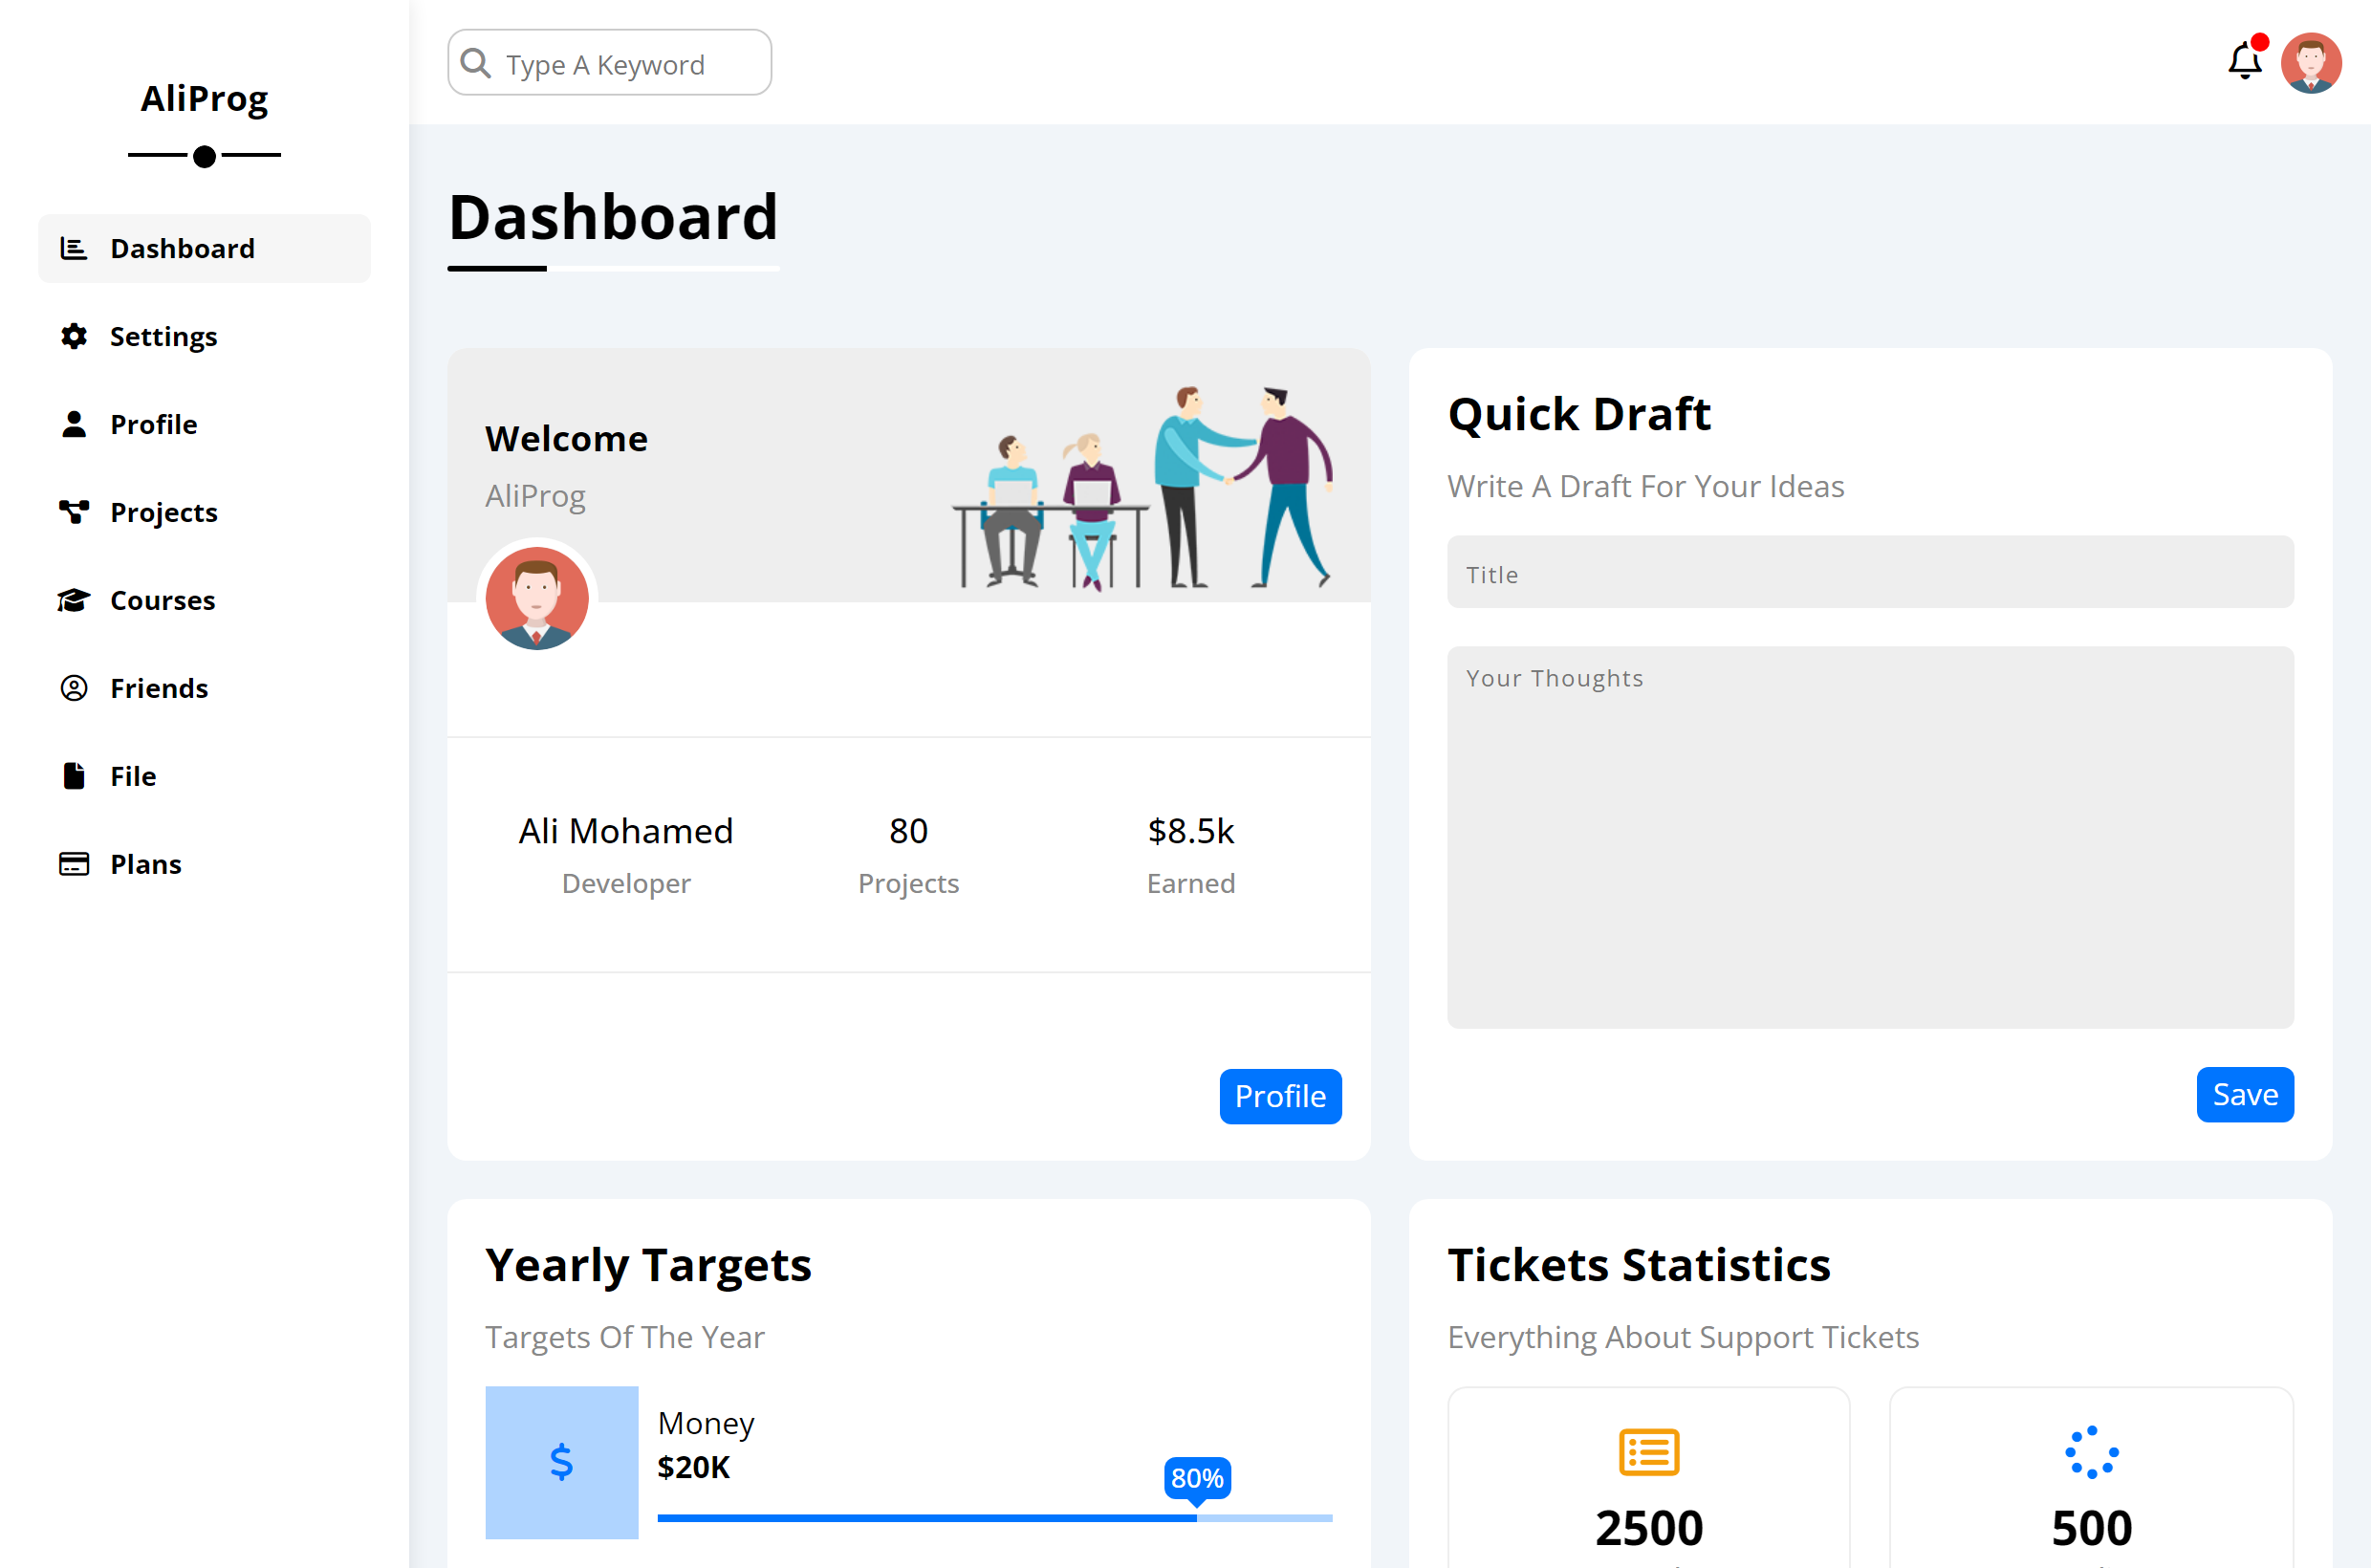 AliProg
Dashboard
Settings
Profile
Projects
Courses
Friends
File
Plans
Type A Keyword
Dashboard
Welcome
AliProg
Ali Mohamed
Developer
80
Projects
$8.5k
Earned
Profile
Quick Draft
Write A Draft For Your Ideas
Title
Your Thoughts
Save
Yearly Targets
Targets Of The Year
$
Money
$20K
80%
Tickets Statistics
Everything About Support Tickets
2500
500